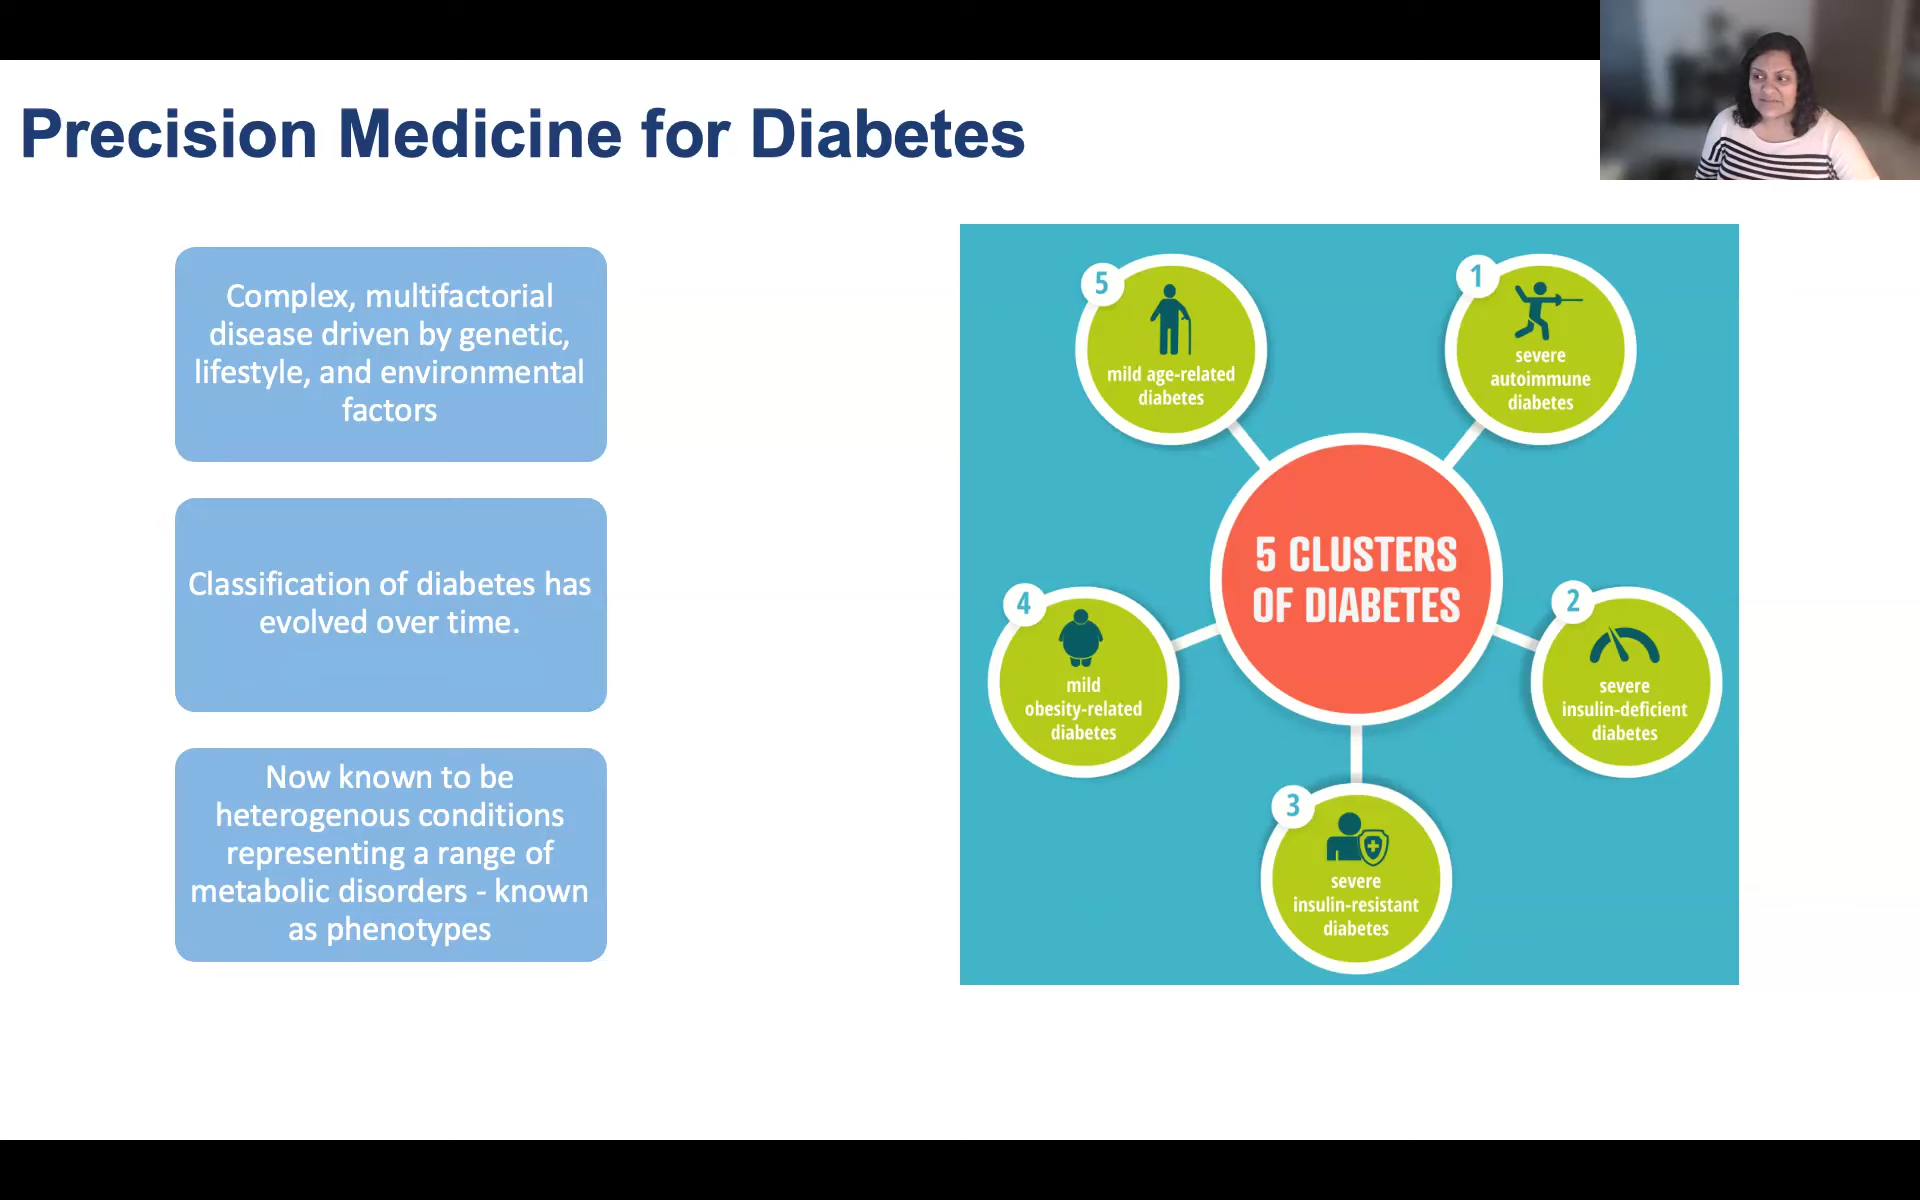 Precision Medicine for Diabetes
Complex, multifactorial
disease driven by genetic,
lifestyle, and environmental
factors
Classification of diabetes has
evolved over time.
Now known to be
heterogenous conditions
representing a range of
metabolic disorders - known
as phenotypes
5 CLUSTERS
OF DIABETES
1
severe
autoimmune
diabetes
2
severe
insulin-deficient
diabetes
3
severe
insulin-resistant
diabetes
4
mild
obesity-related
diabetes
5
mild age-related
diabetes